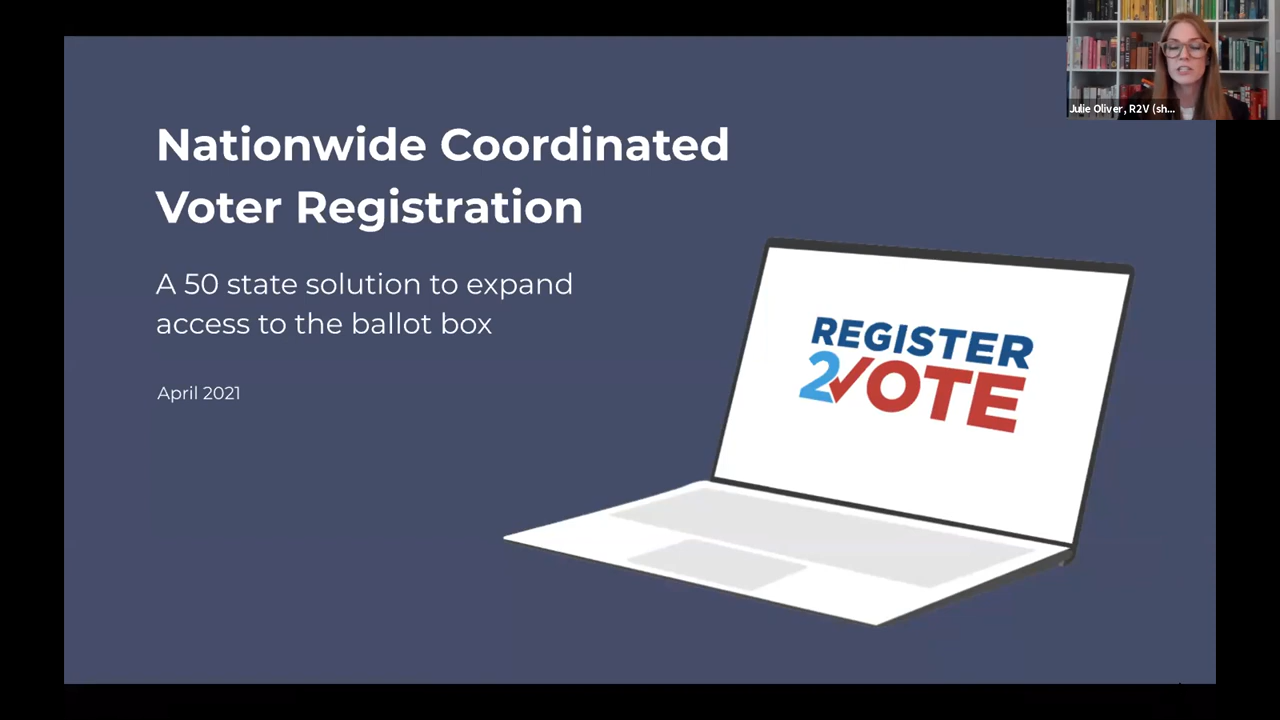 Nationwide Coordinated
Voter Registration
A 50 state solution to expand
access to the ballot box
April 2021
REGISTER
2VOTE
Julie Oliver, R2V (sh...